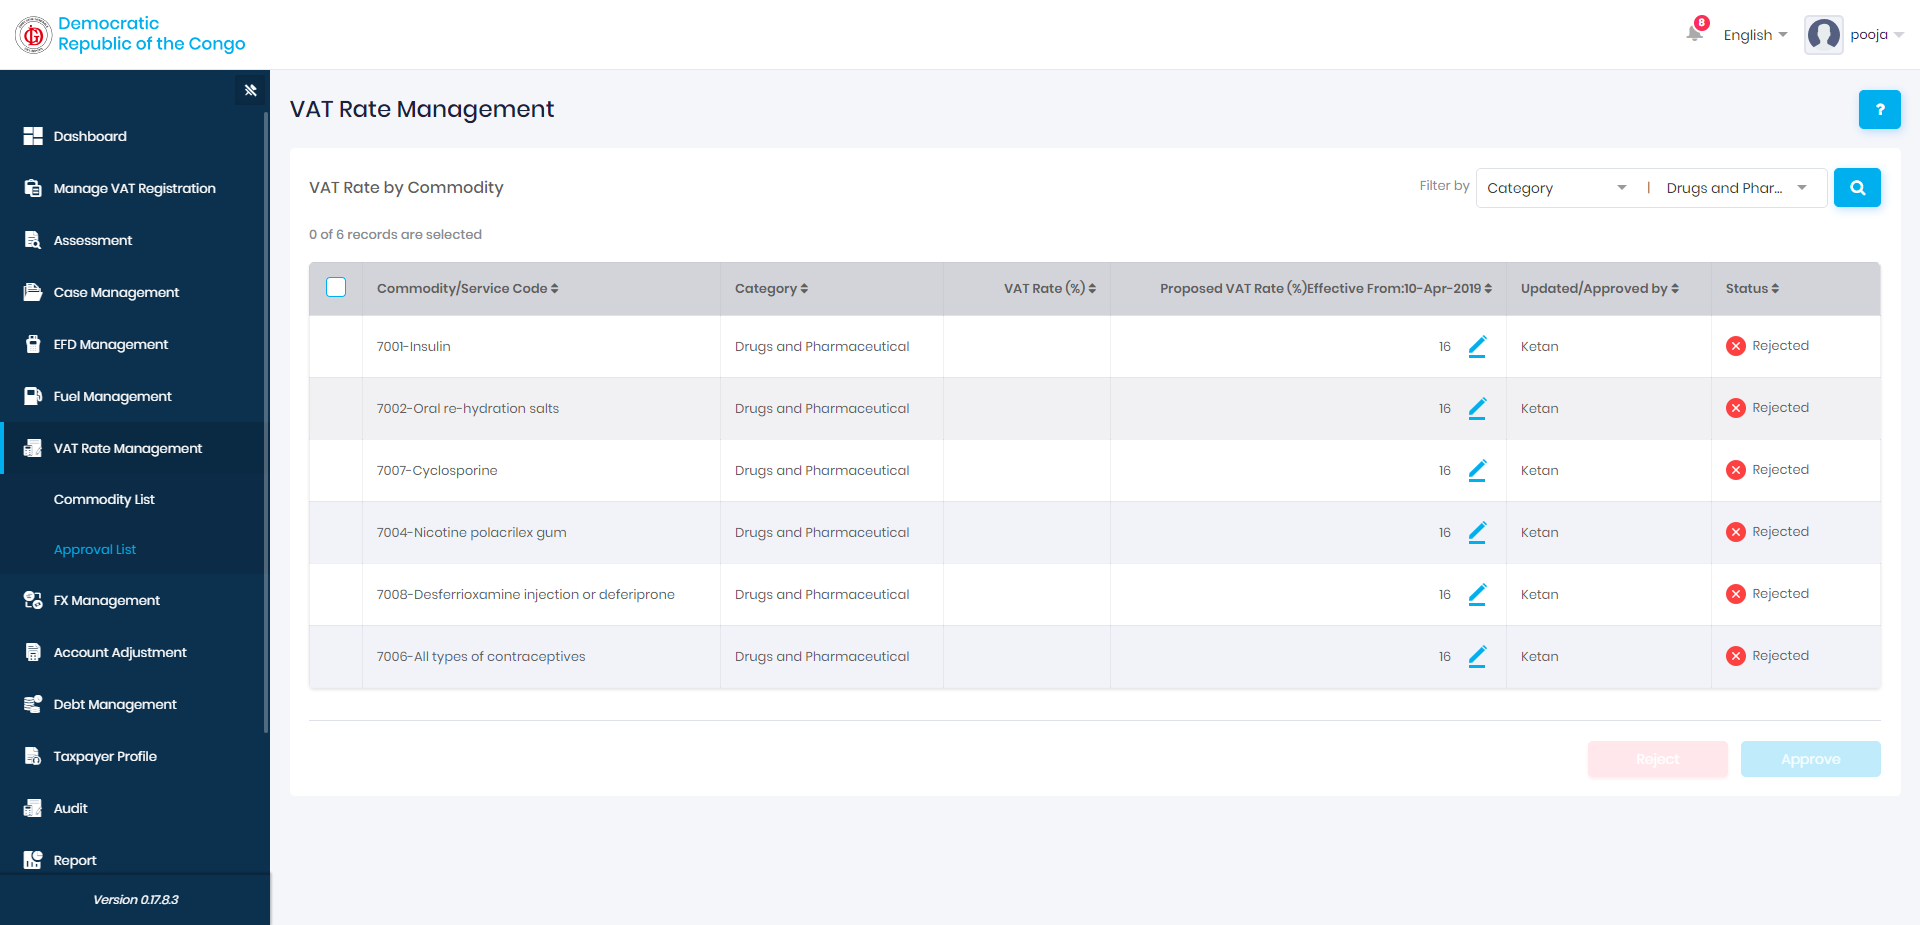 Democratic
Republic of the Congo
8
English
pooja
Dashboard
Manage VAT Registration
Assessment
Case Management
EFD Management
Fuel Management
VAT Rate Management
Commodity List
Approval List
FX Management
Account Adjustment
Debt Management
Taxpayer Profile
Audit
Report
Version 0.17.8.3
VAT Rate Management
?
VAT Rate by Commodity
Filter by Category | Drugs and Phar...
0 of 6 records are selected
Commodity/Service Code Category VAT Rate (%) Proposed VAT Rate (%)Effective From:10-Apr-2019 Updated/Approved by Status
7001-Insulin Drugs and Pharmaceutical 16 Ketan Rejected
7002-Oral re-hydration salts Drugs and Pharmaceutical 16 Ketan Rejected
7007-Cyclosporine Drugs and Pharmaceutical 16 Ketan Rejected
7004-Nicotine polacrilex gum Drugs and Pharmaceutical 16 Ketan Rejected
7008-Desferrioxamine injection or deferiprone Drugs and Pharmaceutical 16 Ketan Rejected
7006-All types of contraceptives Drugs and Pharmaceutical 16 Ketan Rejected
Reject Approve